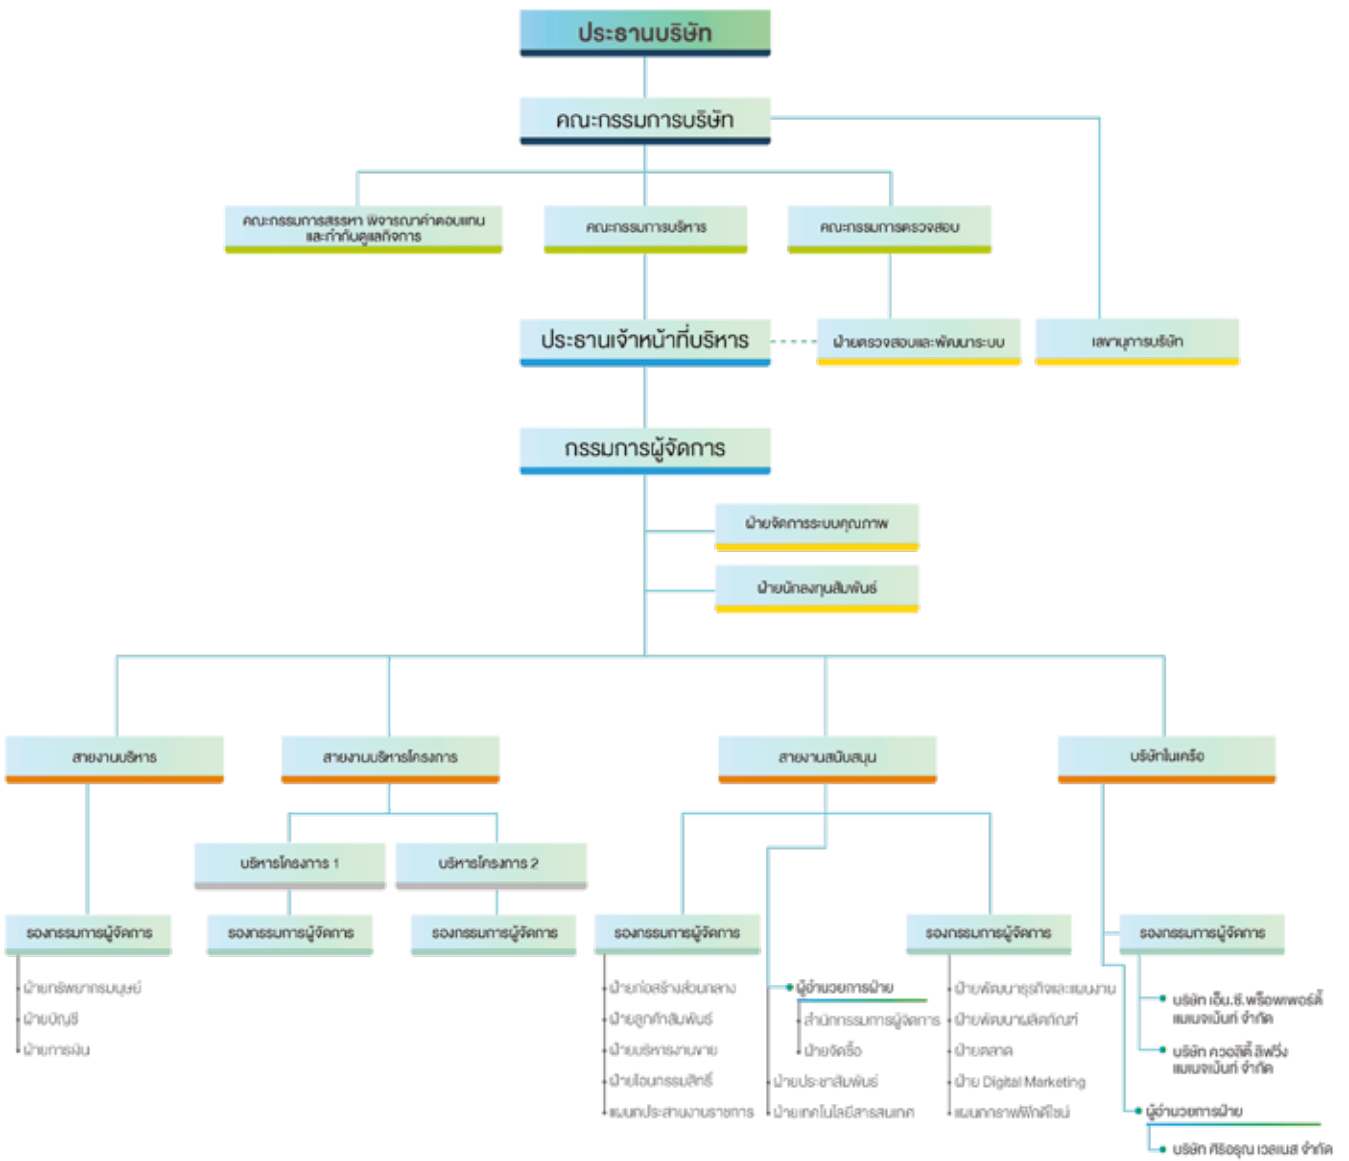 ประธานบริษัท
คณะกรรมการบริษัท
คณะกรรมการสรรหา พิจารณาค่าตอบแทน
และกำกับดูแลกิจการ
คณะกรรมการบริหาร
คณะกรรมการตรวจสอบ
ประธานเจ้าหน้าที่บริหาร
ฝ่ายตรวจสอบและพัฒนาระบบ
เลขานุการบริษัท
กรรมการผู้จัดการ
ฝ่ายจัดการระบบคุณภาพ
ฝ่ายนักลงทุนสัมพันธ์
สายงานบริหาร
สายงานบริหารโครงการ
สายงานสนับสนุน
บริษัทในเครือ
บริหารโครงการ 1
บริหารโครงการ 2
รองกรรมการผู้จัดการ
รองกรรมการผู้จัดการ
รองกรรมการผู้จัดการ
รองกรรมการผู้จัดการ
รองกรรมการผู้จัดการ
รองกรรมการผู้จัดการ
ฝ่ายทรัพยากรมนุษย์
ฝ่ายบัญชี
ฝ่ายการเงิน
ฝ่ายก่อสร้างส่วนกลาง
ฝ่ายลูกค้าสัมพันธ์
ฝ่ายบริหารงานขาย
ฝ่ายโอนกรรมสิทธิ์
แผนกประสานงานราชการ
ผู้อำนวยการฝ่าย
สำนักกรรมการผู้จัดการ
ฝ่ายจัดซื้อ
ฝ่ายประชาสัมพันธ์
ฝ่ายเทคโนโลยีสารสนเทศ
ฝ่ายพัฒนาธุรกิจและแผนงาน
ฝ่ายพัฒนาผลิตภัณฑ์
ฝ่ายตลาด
ฝ่าย Digital Marketing
แผนกกราฟฟิกดีไซน์
บริษัท เอ็น.ซี.พร็อพเพอร์ตี้
แมเนจเม้นท์ จำกัด
บริษัท ควอลิตี้ ลิฟวิ่ง
แมเนจเม้นท์ จำกัด
ผู้อำนวยการฝ่าย
บริษัท ศิริอรุณ เวลเนส จำกัด